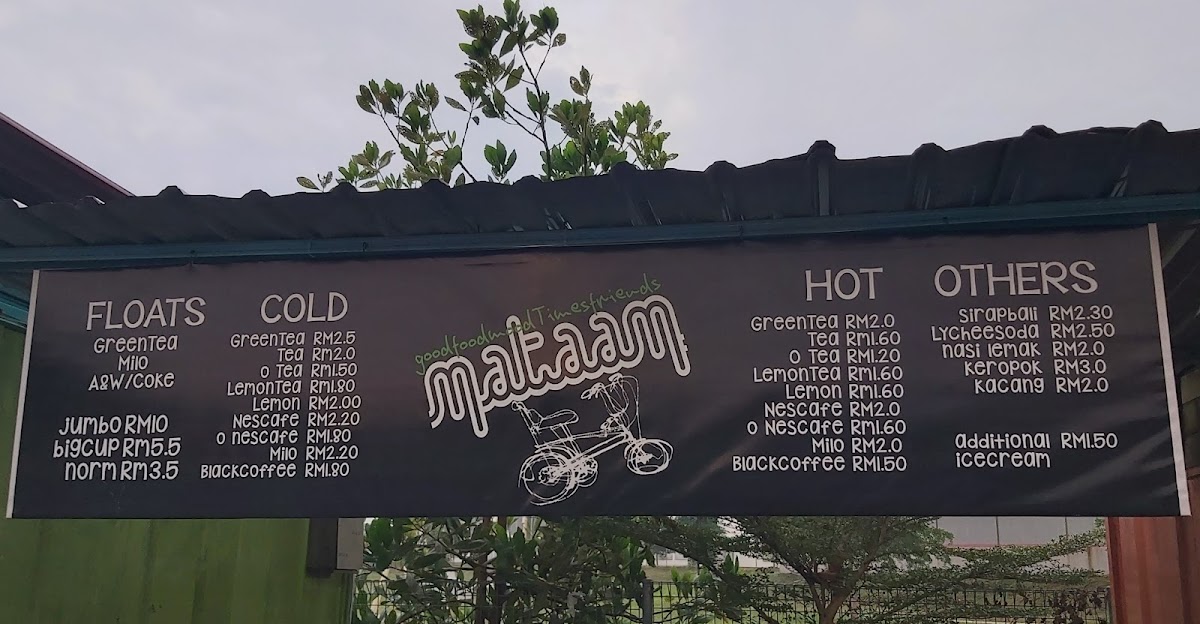 FLOATS
GreenTea
Milo
A&W/Coke
Jumbo RM10
bigcup Rm5.5
norm Rm3.5
COLD
GreenTea RM2.5
Tea RM2.0
O Tea RM1.50
LemonTea RM1.80
Lemon RM2.00
Nescafe RM2.20
O nescafe RM1.80
Milo RM2.20
Blackcoffee RM1.80
goodfoodmoodTimesfriends
mataam
HOT
GreenTea RM2.0
Tea RM1.60
O Tea RM1.20
LemonTea RM1.60
Lemon RM1.60
Nescafe RM2.0
O Nescafe RM1.60
Milo RM2.0
Blackcoffee RM1.50
OTHERS
sirapbali RM2.30
Lycheesoda RM2.50
nasi lemak RM2.0
keropok RM3.0
kacang RM2.0
additional RM1.50
icecream